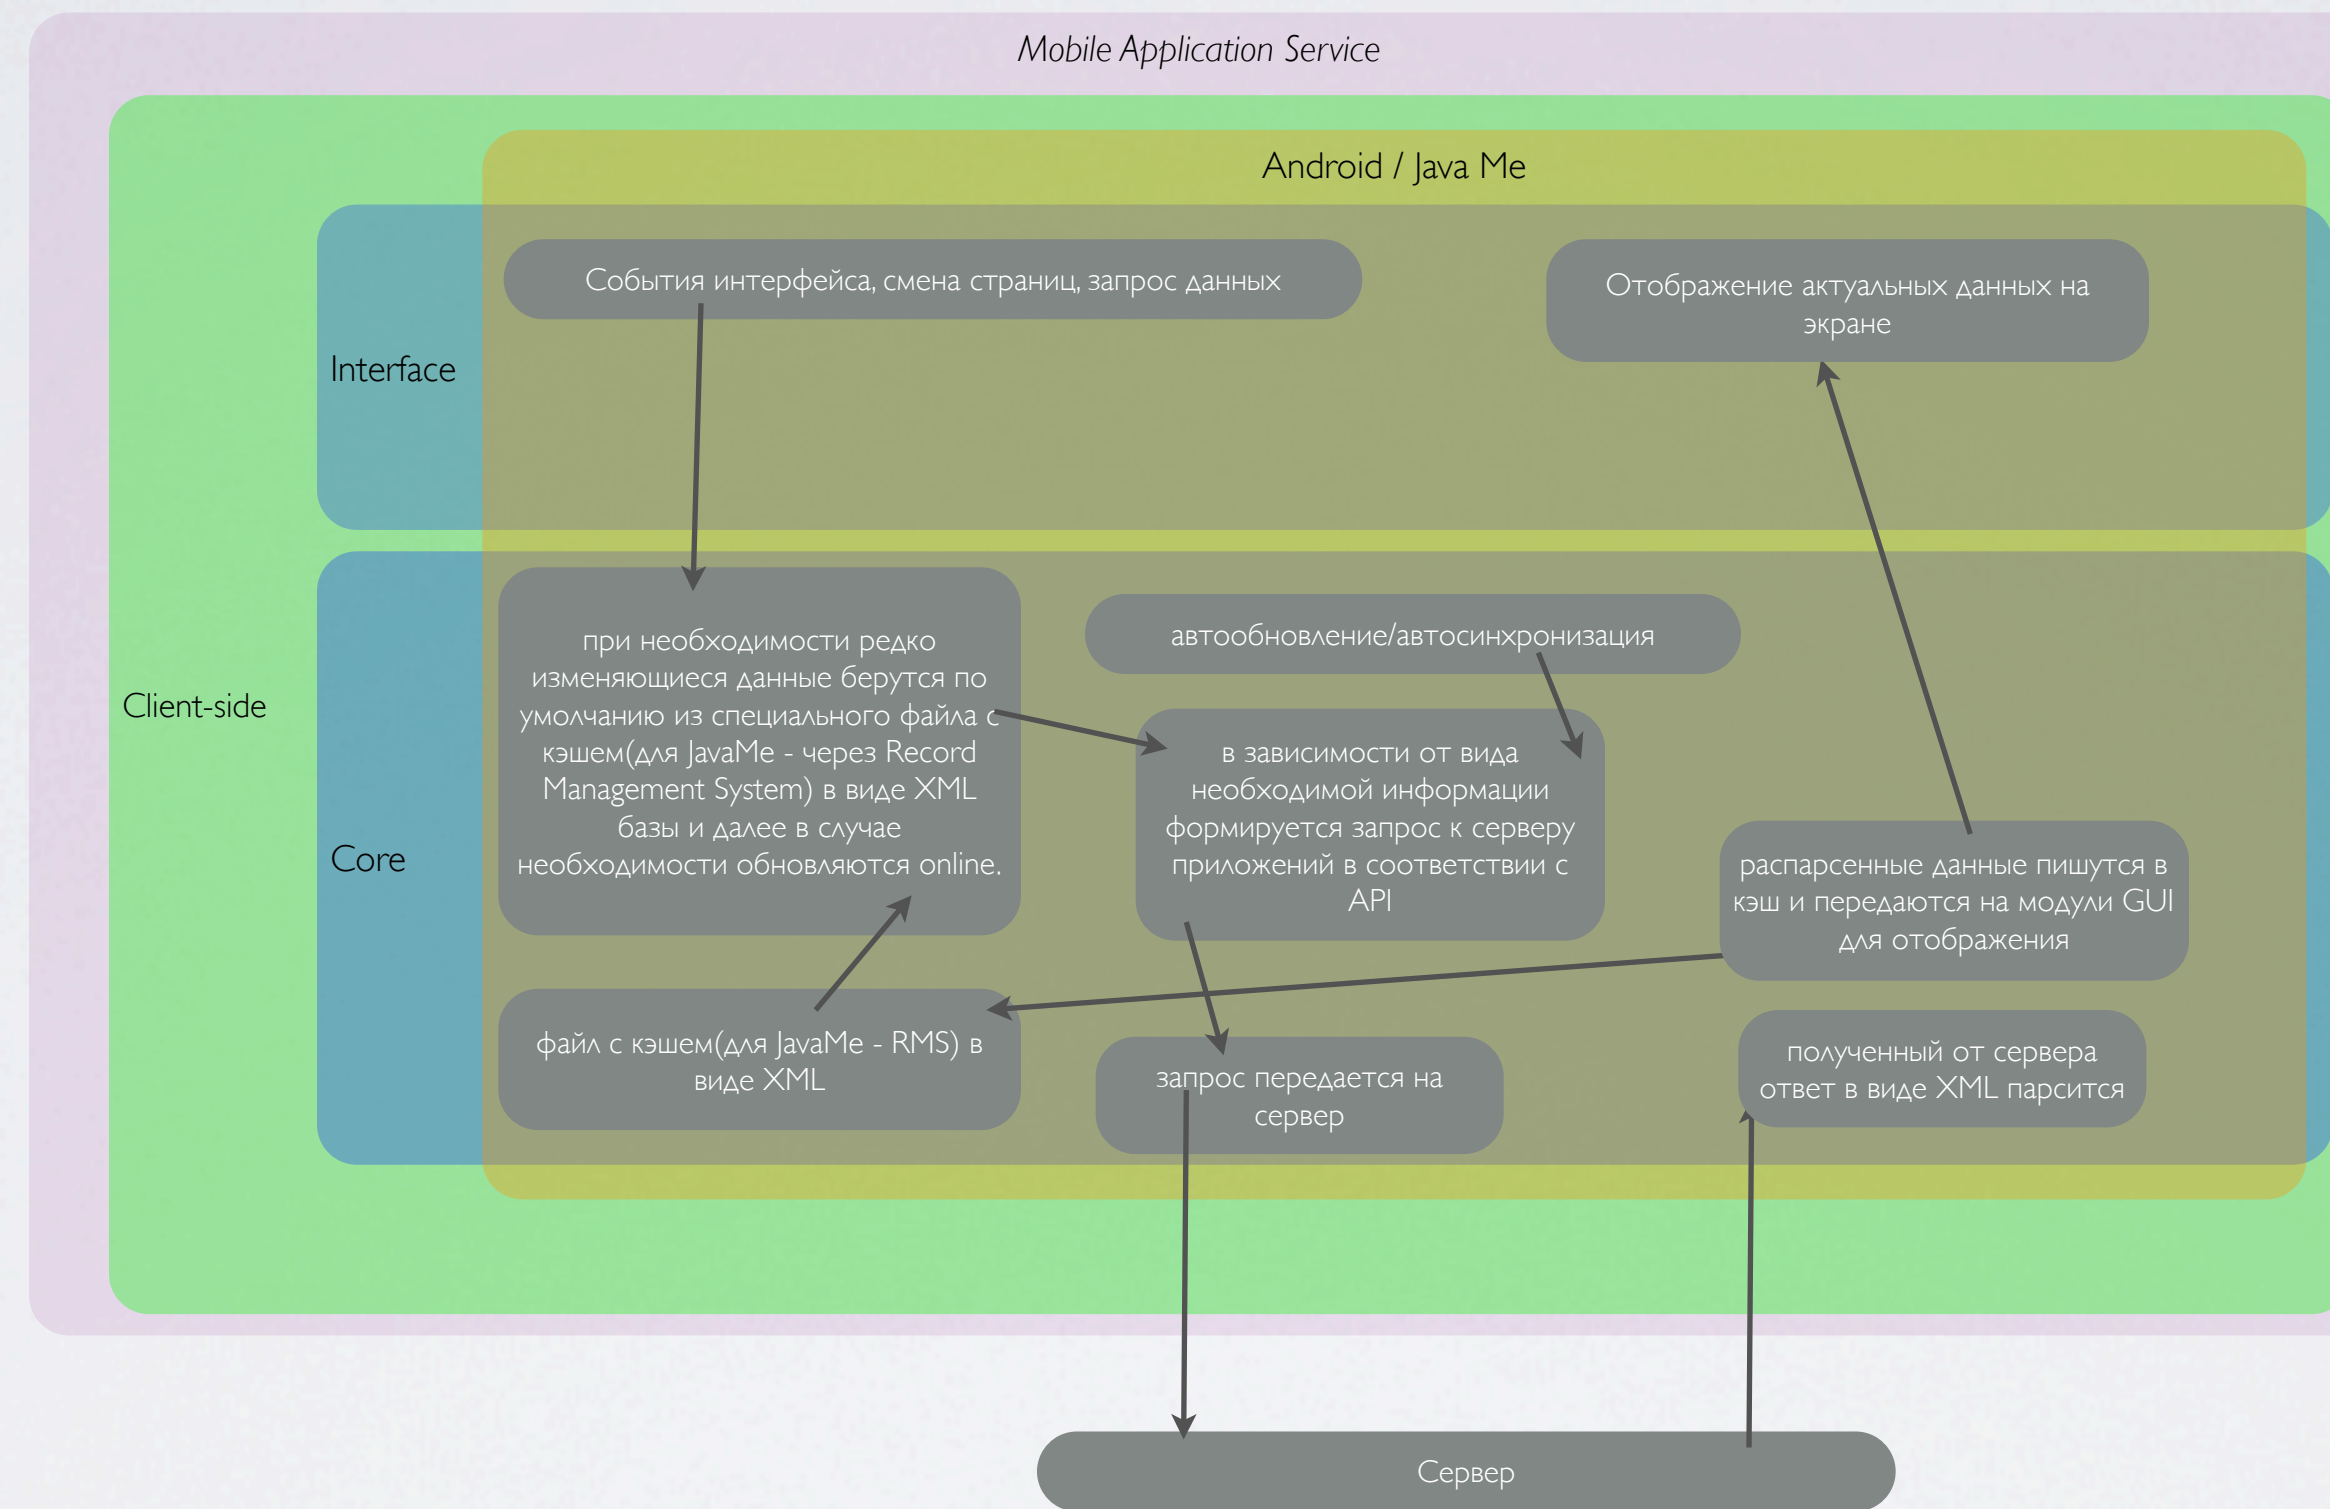 Mobile Application Service
Android / Java Me
Interface
События интерфейса, смена страниц, запрос данных
Отображение актуальных данных на
экране
Client-side
Core
при необходимости редко
изменяющиеся данные берутся по
умолчанию из специального файла с
кэшем(для JavaMe - через Record
Management System) в виде XML
базы и далее в случае
необходимости обновляются online.
автообновление/автосинхронизация
в зависимости от вида
необходимой информации
формируется запрос к серверу
приложений в соответствии с
API
распарсенные данные пишутся в
кэш и передаются на модули GUI
для отображения
файл с кэшем(для JavaMe - RMS) в
виде XML
запрос передается на
сервер
полученный от сервера
ответ в виде XML парсится
Сервер